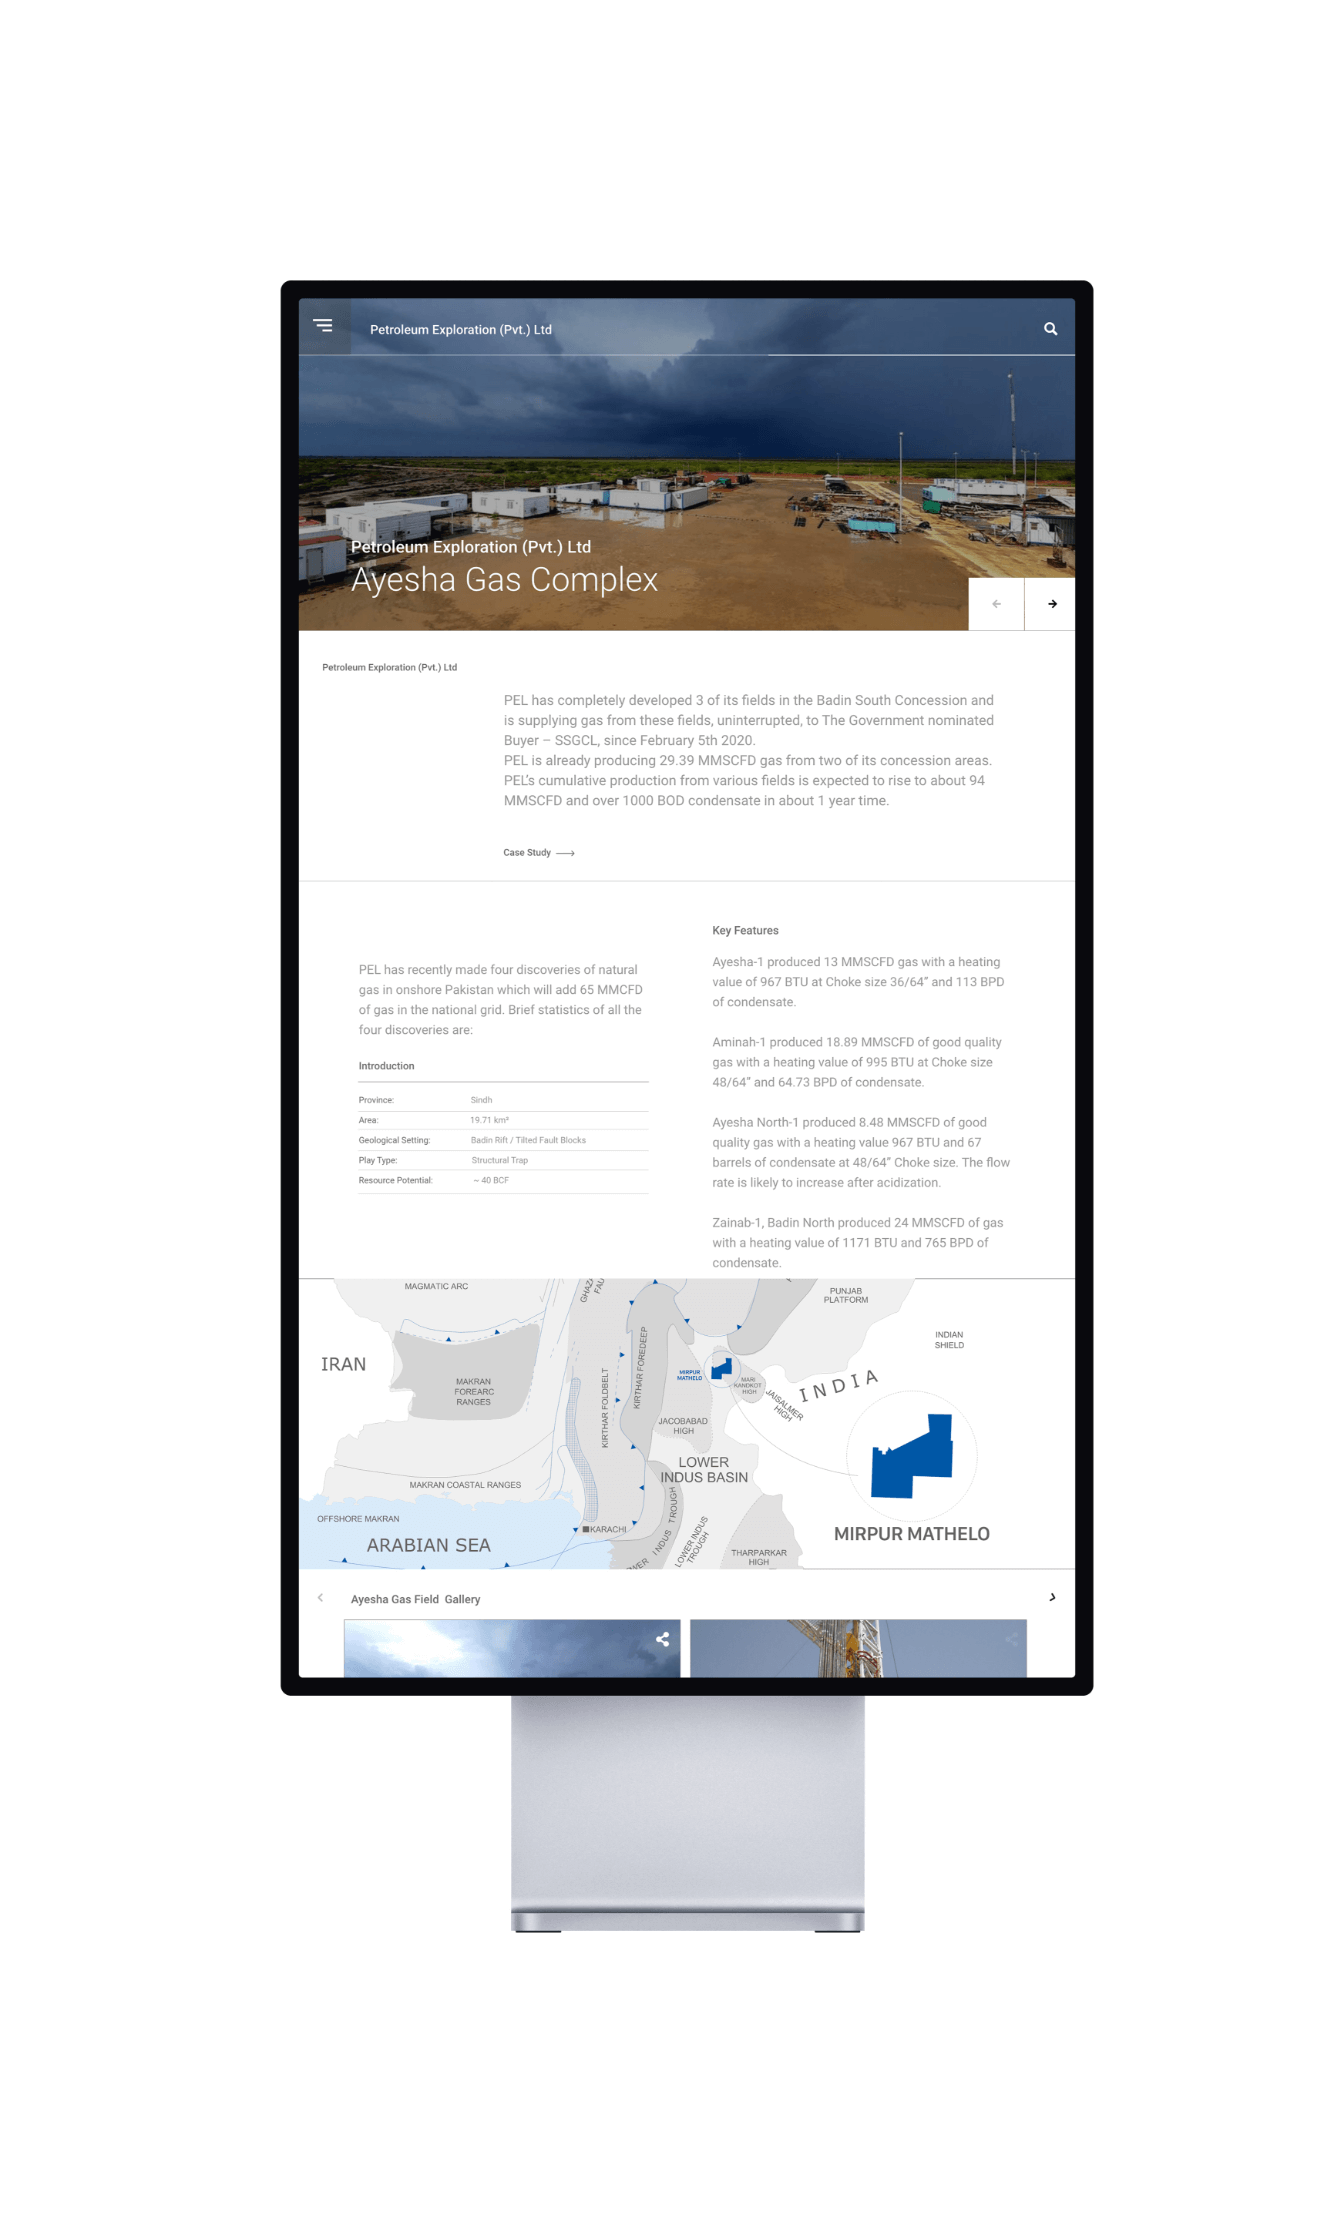 Petroleum Exploration (Pvt.) Ltd
Petroleum Exploration (Pvt.) Ltd
Ayesha Gas Complex
Petroleum Exploration (Pvt.) Ltd
PEL has completely developed 3 of its fields in the Badin South Concession and
is supplying gas from these fields, uninterrupted, to The Government nominated
Buyer – SSGCL, since February 5th 2020.
PEL is already producing 29.39 MMSCFD gas from two of its concession areas.
PEL's cumulative production from various fields is expected to rise to about 94
MMSCFD and over 1000 BOD condensate in about 1 year time.
Case Study
PEL has recently made four discoveries of natural
gas in onshore Pakistan which will add 65 MMCFD
of gas in the national grid. Brief statistics of all the
four discoveries are:
Introduction
Province: Sindh
Area: 19.71 km²
Geological Setting: Badin Rift / Tilted Fault Blocks
Play Type: Structural Trap
Resource Potential: ~ 40 BCF
Key Features
Ayesha-1 produced 13 MMSCFD gas with a heating
value of 967 BTU at Choke size 36/64” and 113 BPD
of condensate.
Aminah-1 produced 18.89 MMSCFD of good quality
gas with a heating value of 995 BTU at Choke size
48/64” and 64.73 BPD of condensate.
Ayesha North-1 produced 8.48 MMSCFD of good
quality gas with a heating value 967 BTU and 67
barrels of condensate at 48/64” Choke size. The flow
rate is likely to increase after acidization.
Zainab-1, Badin North produced 24 MMSCFD of gas
with a heating value of 1171 BTU and 765 BPD of
condensate.
MAGMATIC ARC
PUNJAB
PLATFORM
INDIAN
SHIELD
IRAN
MAKRAN
FOREARC
RANGES
KIRTHAR FOLDBELT
KIRTHAR FOREDEEP
MIRPUR
MATHELO
MARI
KANDKOT
HIGH
JAISALMER
HIGH
INDIA
JACOBABAD
HIGH
LOWER
INDUS BASIN
MAKRAN COASTAL RANGES
OFFSHORE MAKRAN
ARABIAN SEA
KARACHI
INDUS TROUGH
LOWER INDUS
TROUGH
THARPARKAR
HIGH
MIRPUR MATHELO
Ayesha Gas Field Gallery